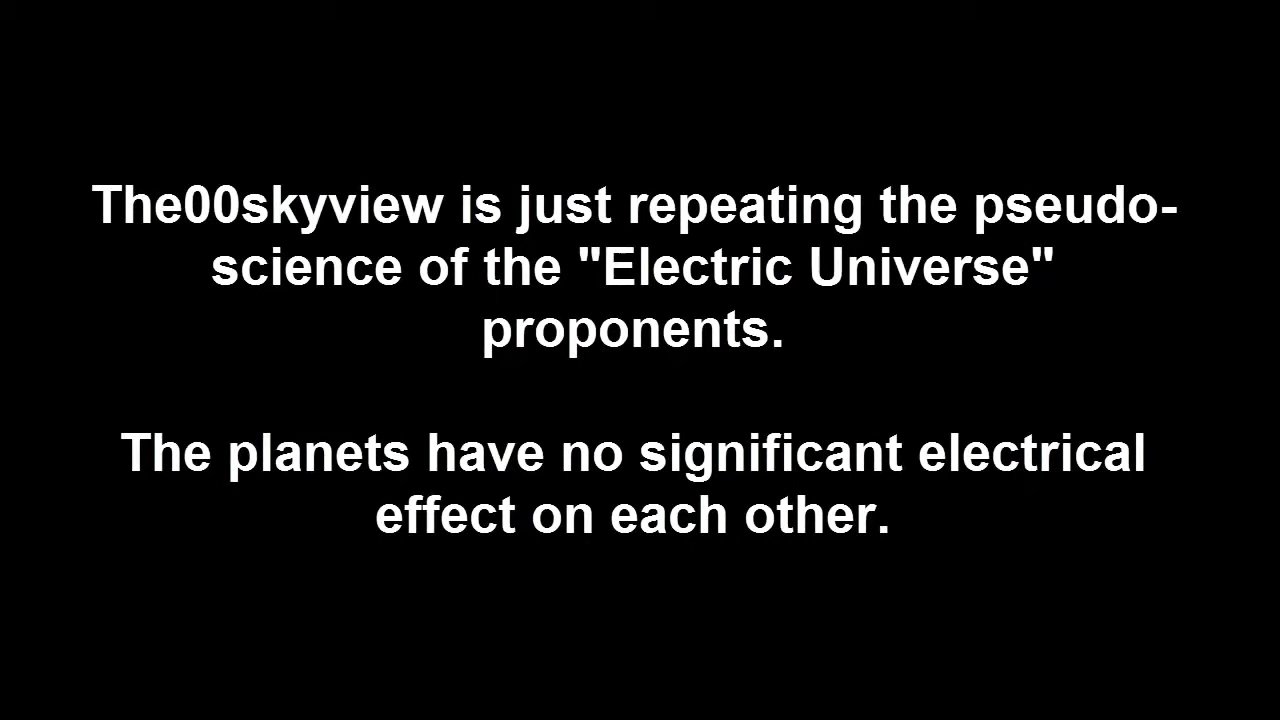 The00skyview is just repeating the pseudo-
science of the "Electric Universe"
proponents.
The planets have no significant electrical
effect on each other.